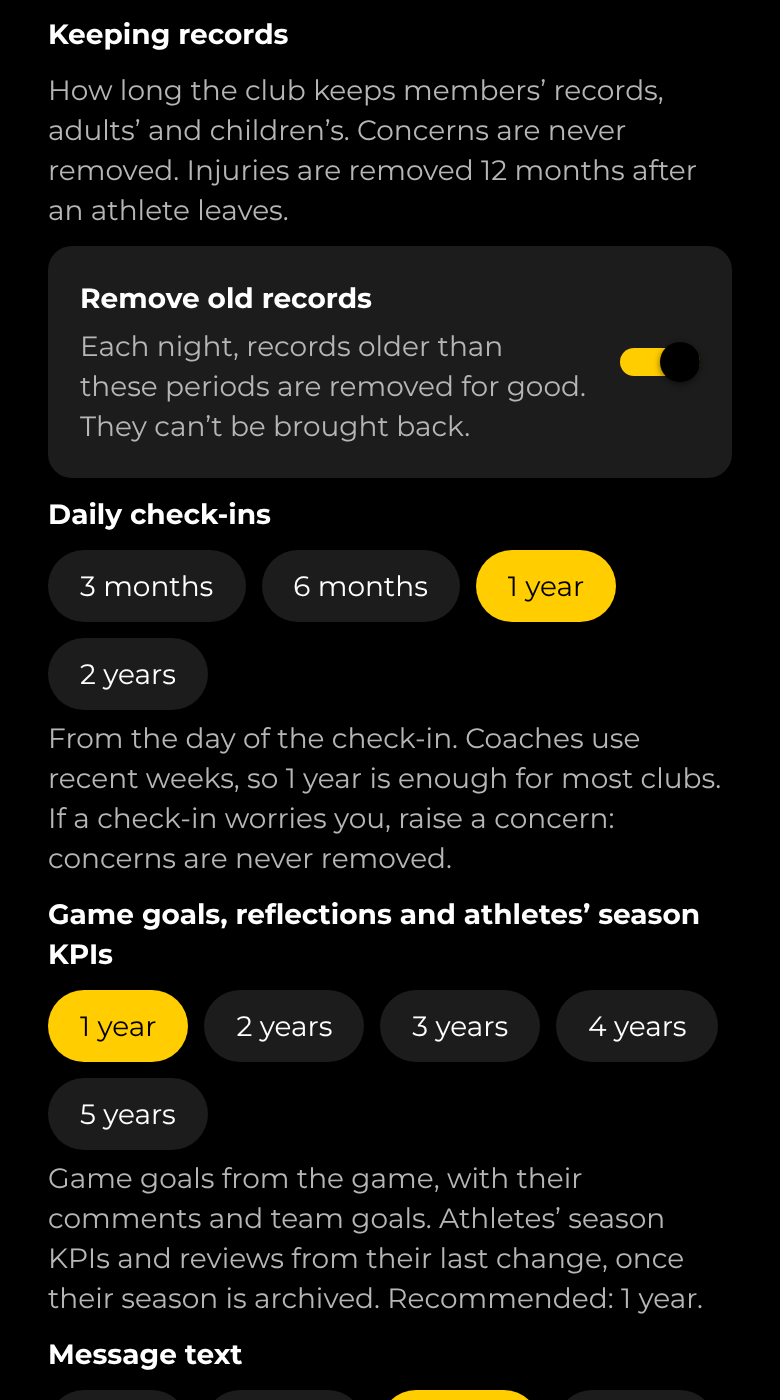 Keeping records
How long the club keeps members’ records,
adults’ and children’s. Concerns are never
removed. Injuries are removed 12 months after
an athlete leaves.
Remove old records
Each night, records older than
these periods are removed for good.
They can’t be brought back.
Daily check-ins
3 months 6 months 1 year
2 years
From the day of the check-in. Coaches use
recent weeks, so 1 year is enough for most clubs.
If a check-in worries you, raise a concern:
concerns are never removed.
Game goals, reflections and athletes’ season
KPIs
1 year 2 years 3 years 4 years
5 years
Game goals from the game, with their
comments and team goals. Athletes’ season
KPIs and reviews from their last change, once
their season is archived. Recommended: 1 year.
Message text